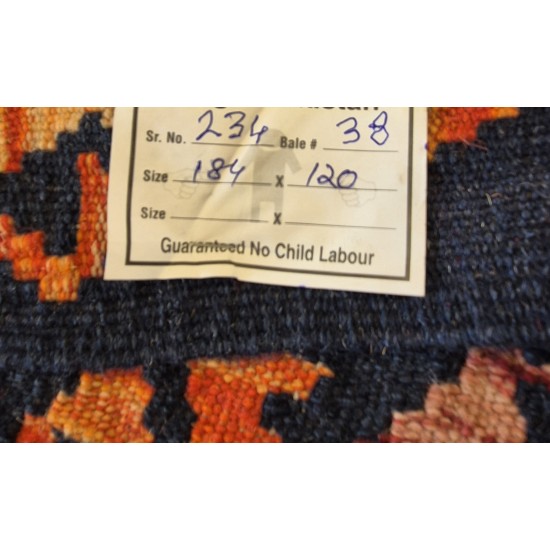 Sr. No. 234 Bale # 38
Size 184 x 120
Size x
Guaranteed No Child Labour